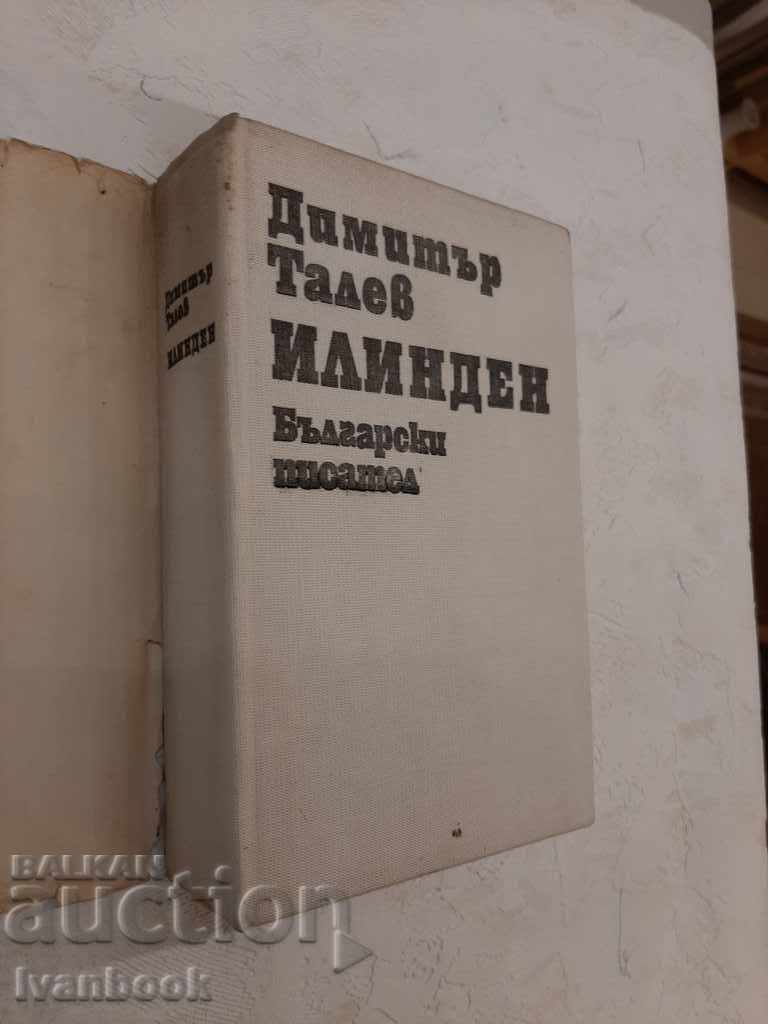 Димитър
Талев
ИЛИНДЕН
Димитър
Талев
ИЛИНДЕН
Български
писател
BALKAN
auction
Ivanbook